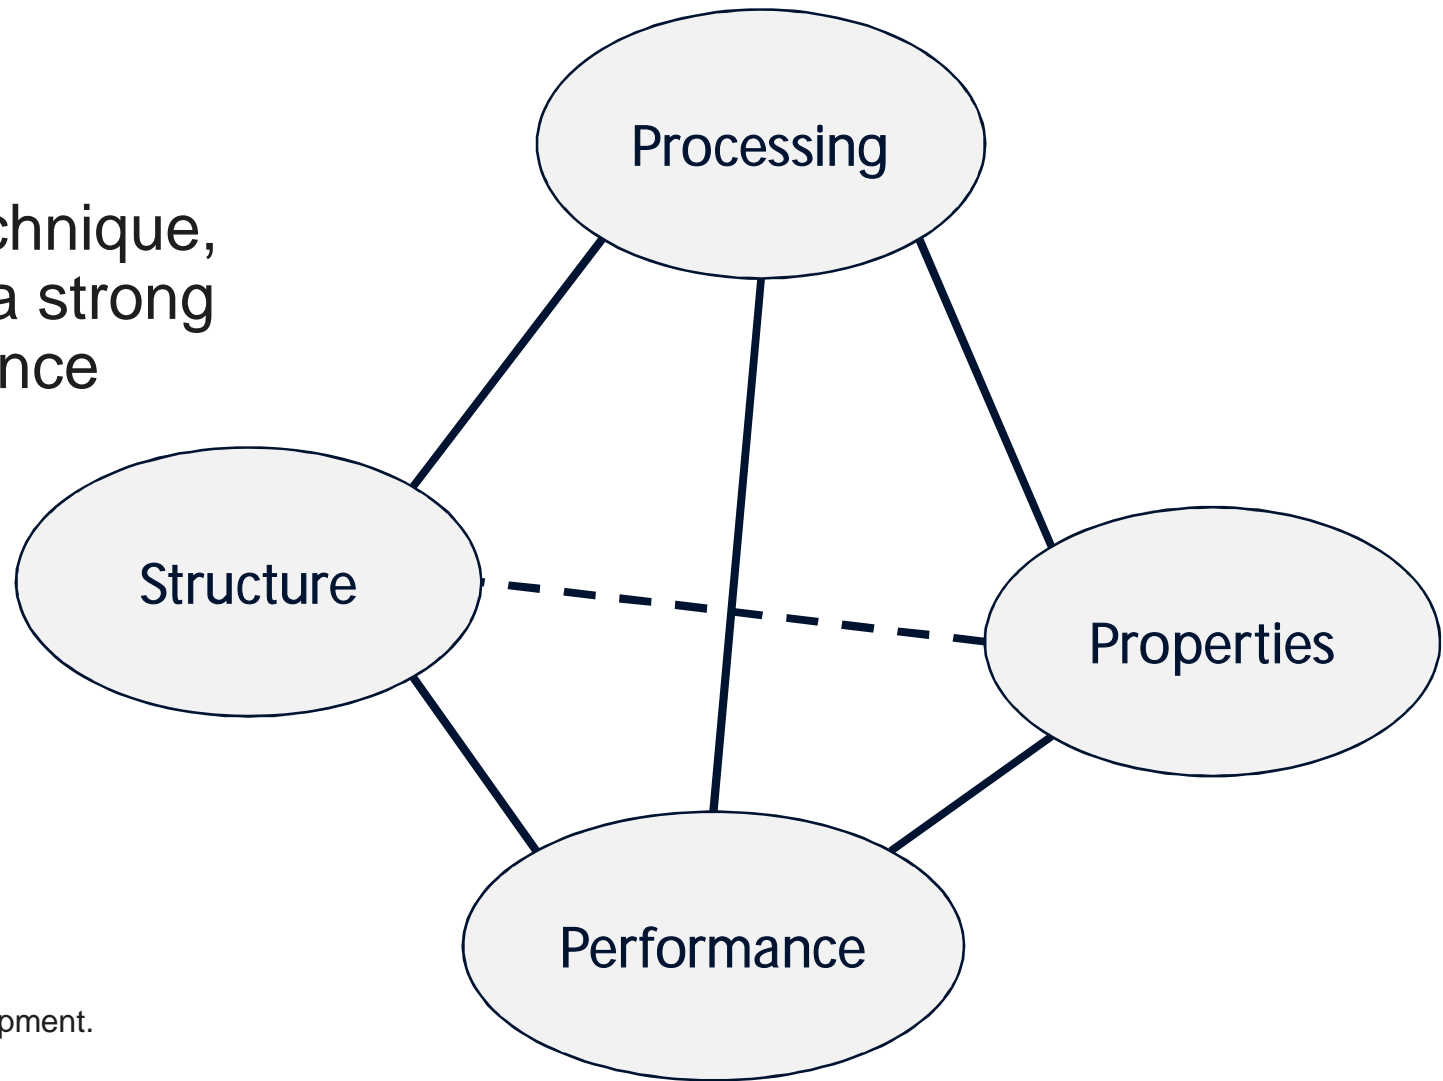 Processing
chnique,
a strong
nce
Structure
Properties
Performance
pment.